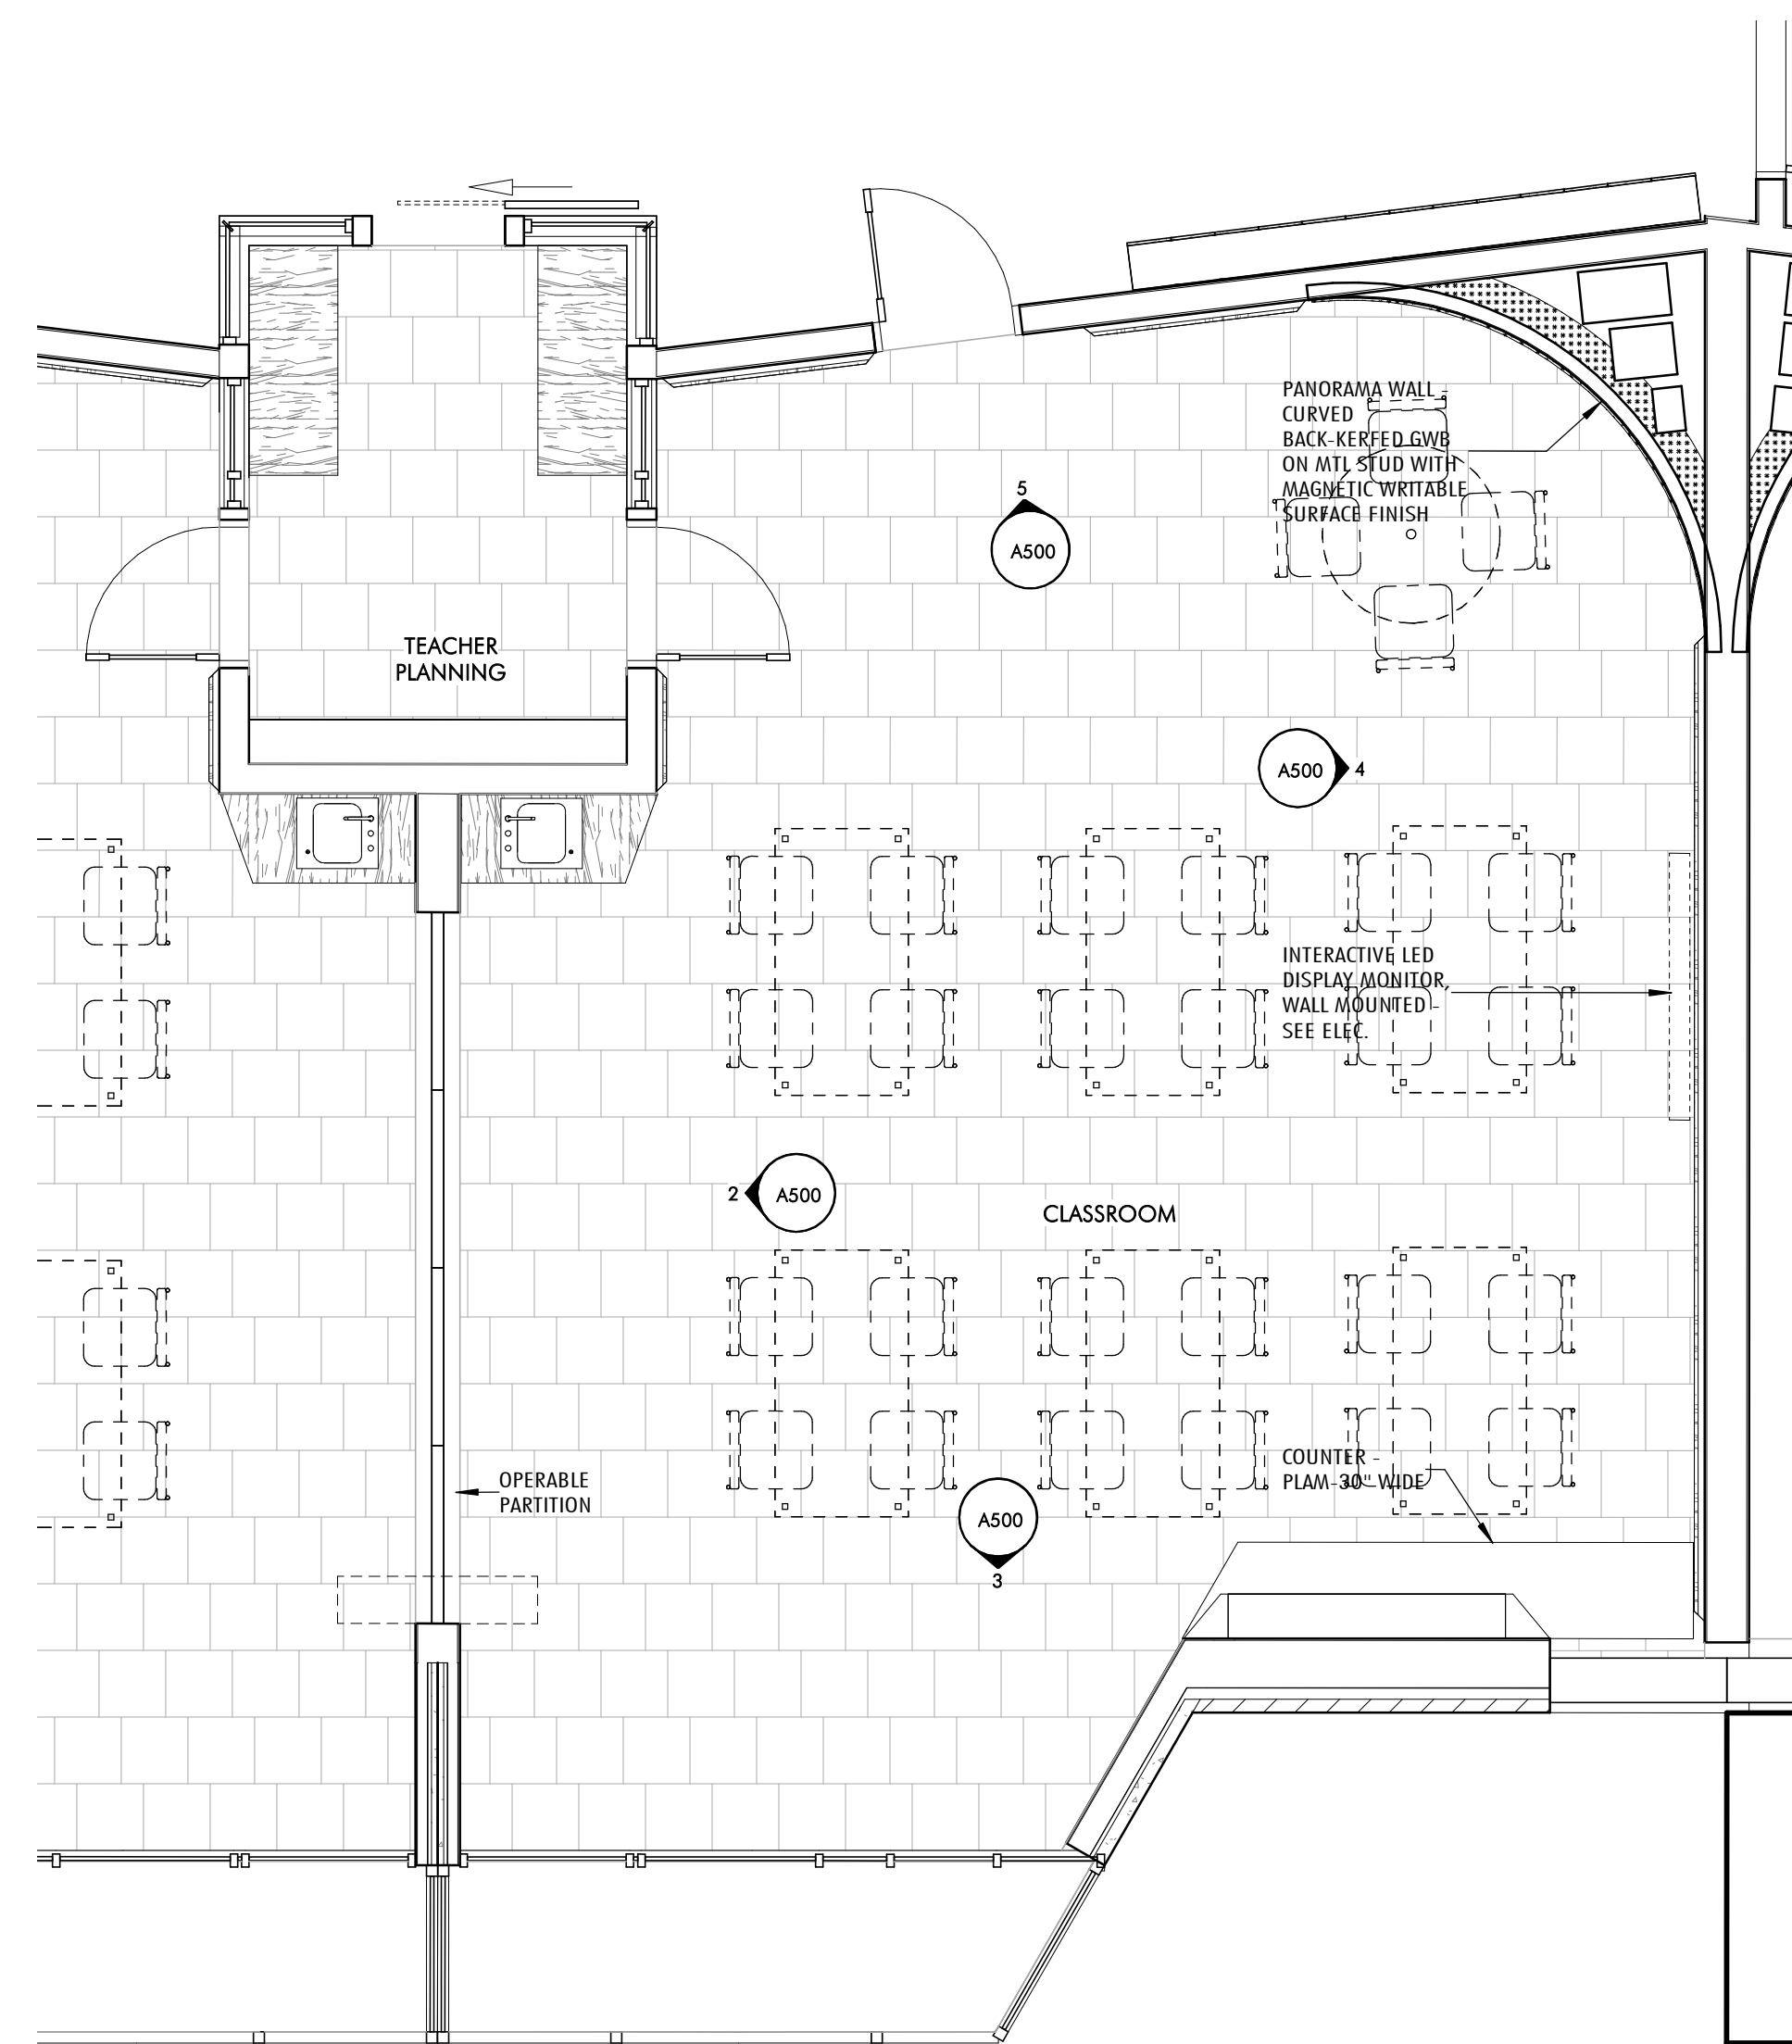 PANORAMA WALL -
CURVED
BACK-KERFED GWB
ON MTL STUD WITH
MAGNETIC WRITABLE
SURFACE FINISH
5
A500
TEACHER
PLANNING
A500 4
INTERACTIVE LED
DISPLAY MONITOR,
WALL MOUNTED -
SEE ELEC.
2 A500
CLASSROOM
COUNTER -
PLAM-30" WIDE
OPERABLE
PARTITION
A500
3